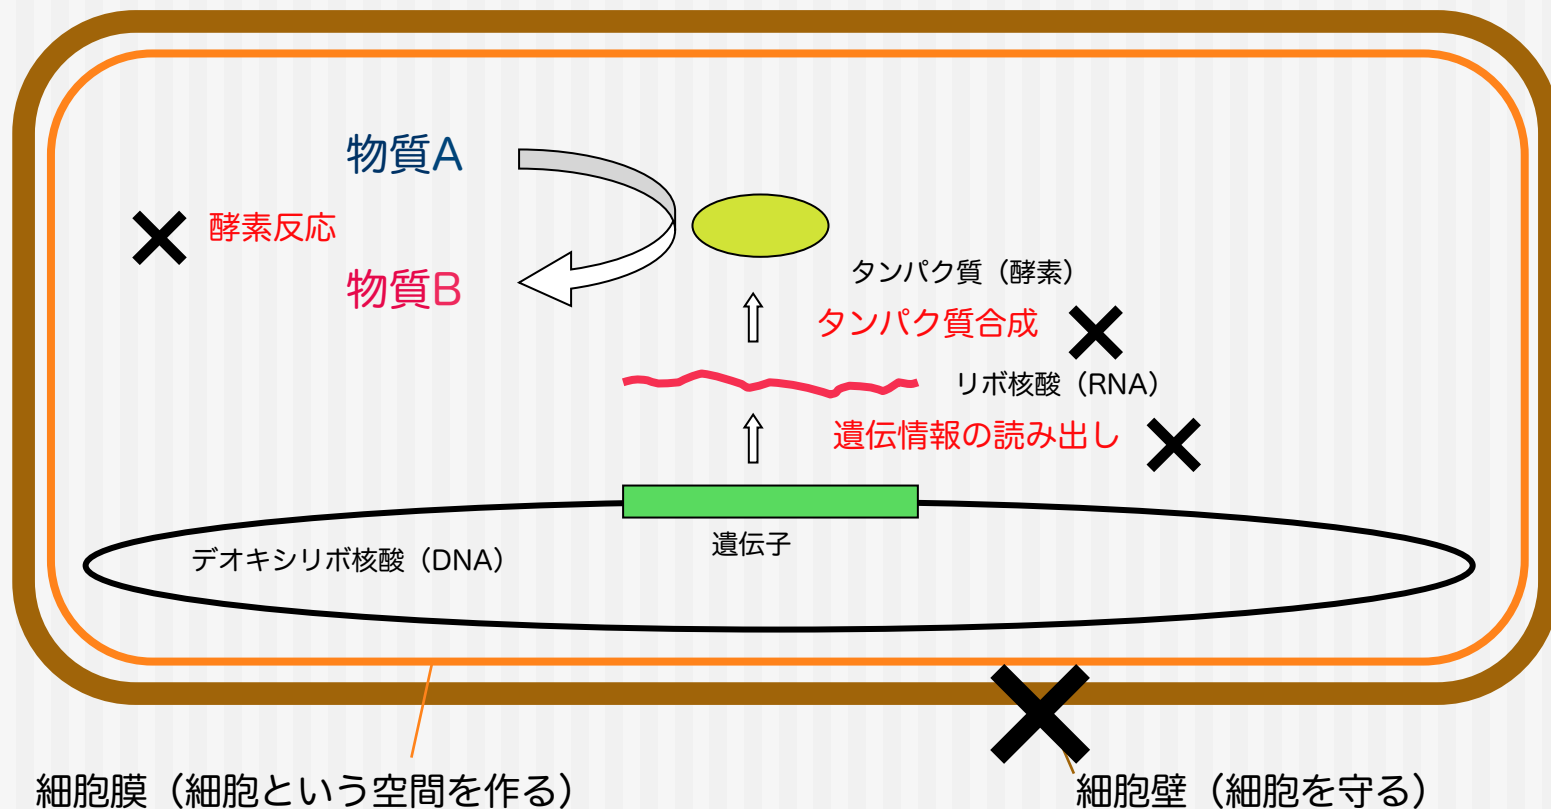 物質A
酵素反応
物質B
タンパク質（酵素）
タンパク質合成
リボ核酸（RNA）
遺伝情報の読み出し
遺伝子
デオキシリボ核酸（DNA）
細胞膜（細胞という空間を作る）
細胞壁（細胞を守る）